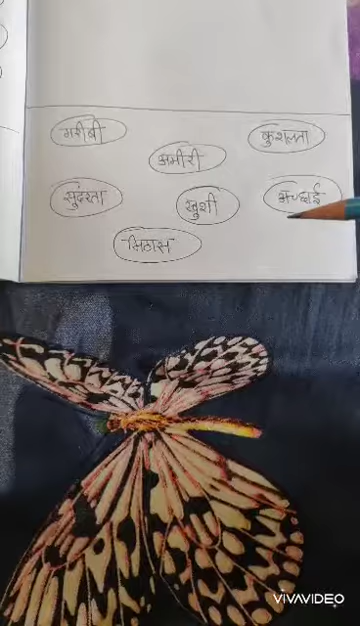 गरीबी
अमीरी
कुशलता
सुंदरता
खुशी
अच्छाई
मिठास
VIVAVIDEO